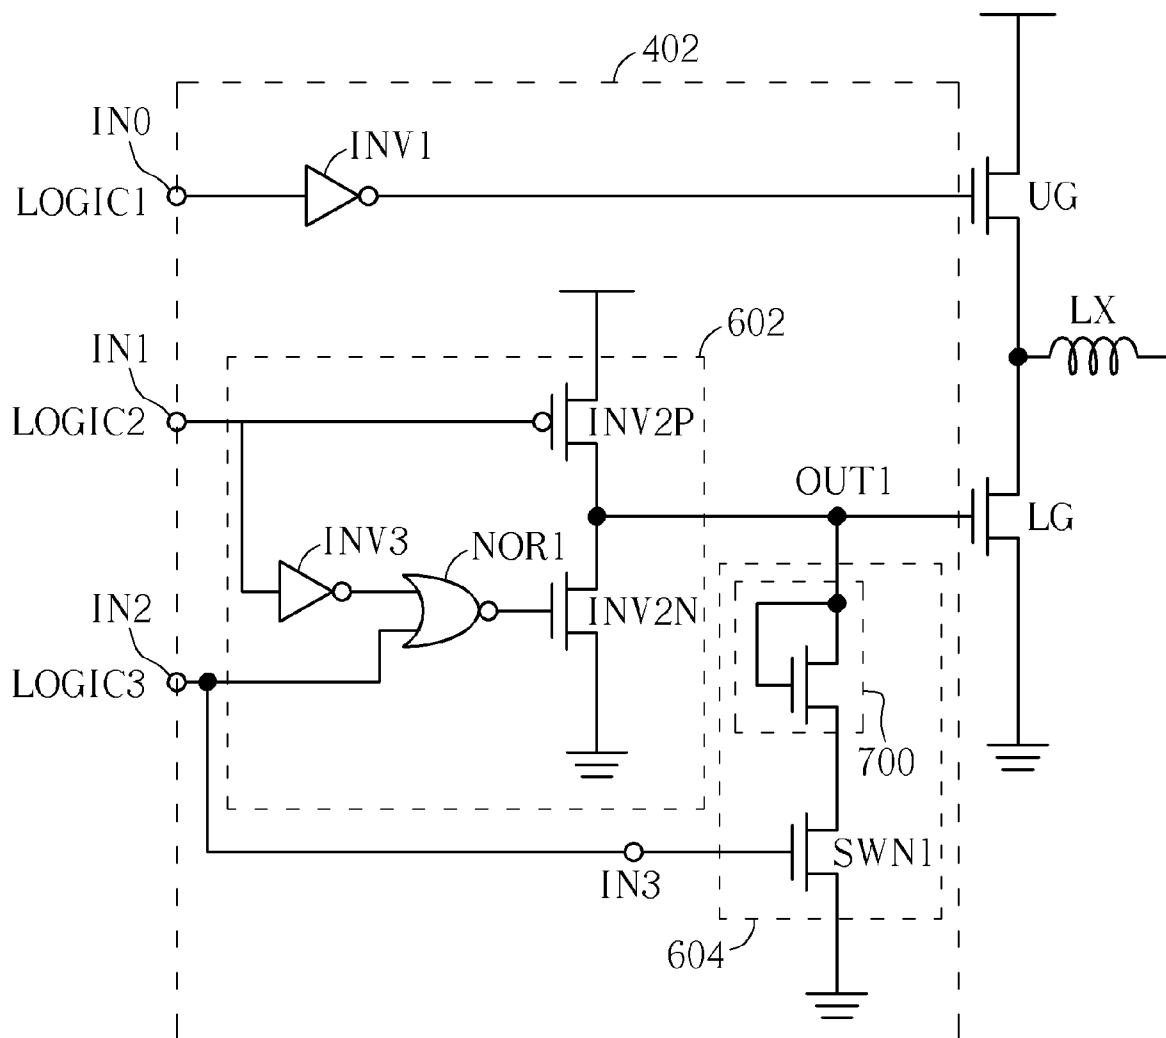 402
IN0
INV1
LOGIC1
UG
LX
IN1
602
LOGIC2
INV2P
OUT1
LG
INV3
NOR1
IN2
INV2N
LOGIC3
700
SWN1
IN3
604